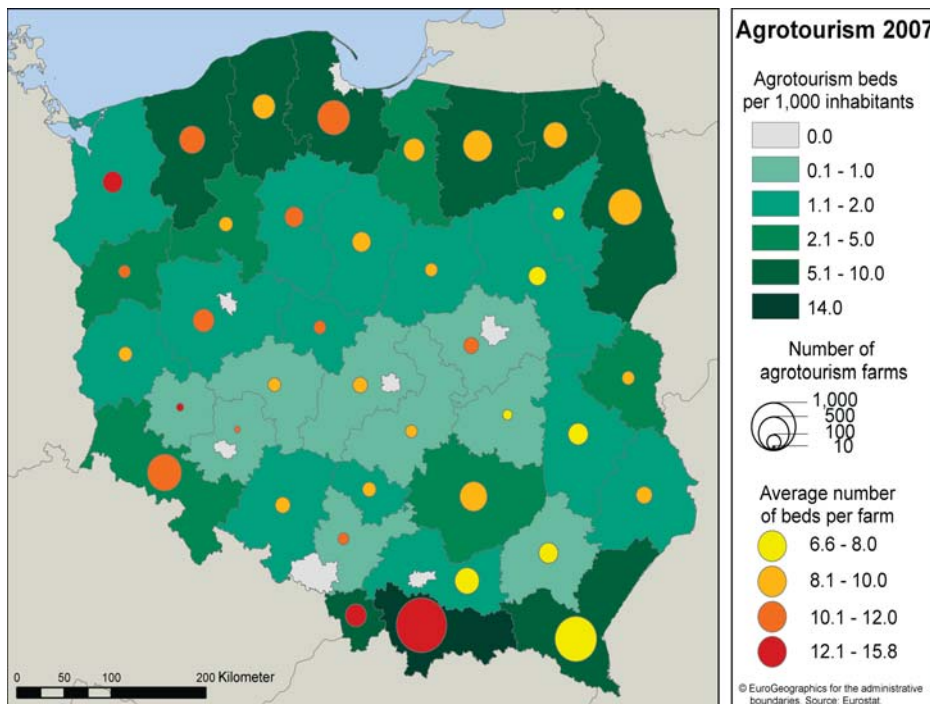 Agrotourism 2007
Agrotourism beds
per 1,000 inhabitants
0.0
0.1 - 1.0
1.1 - 2.0
2.1 - 5.0
5.1 - 10.0
14.0
Number of
agrotourism farms
1,000
500
100
10
Average number
of beds per farm
6.6 - 8.0
8.1 - 10.0
10.1 - 12.0
12.1 - 15.8
© EuroGeographics for the administrative
boundaries. Source: Eurostat.
0 50 100 200 Kilometer